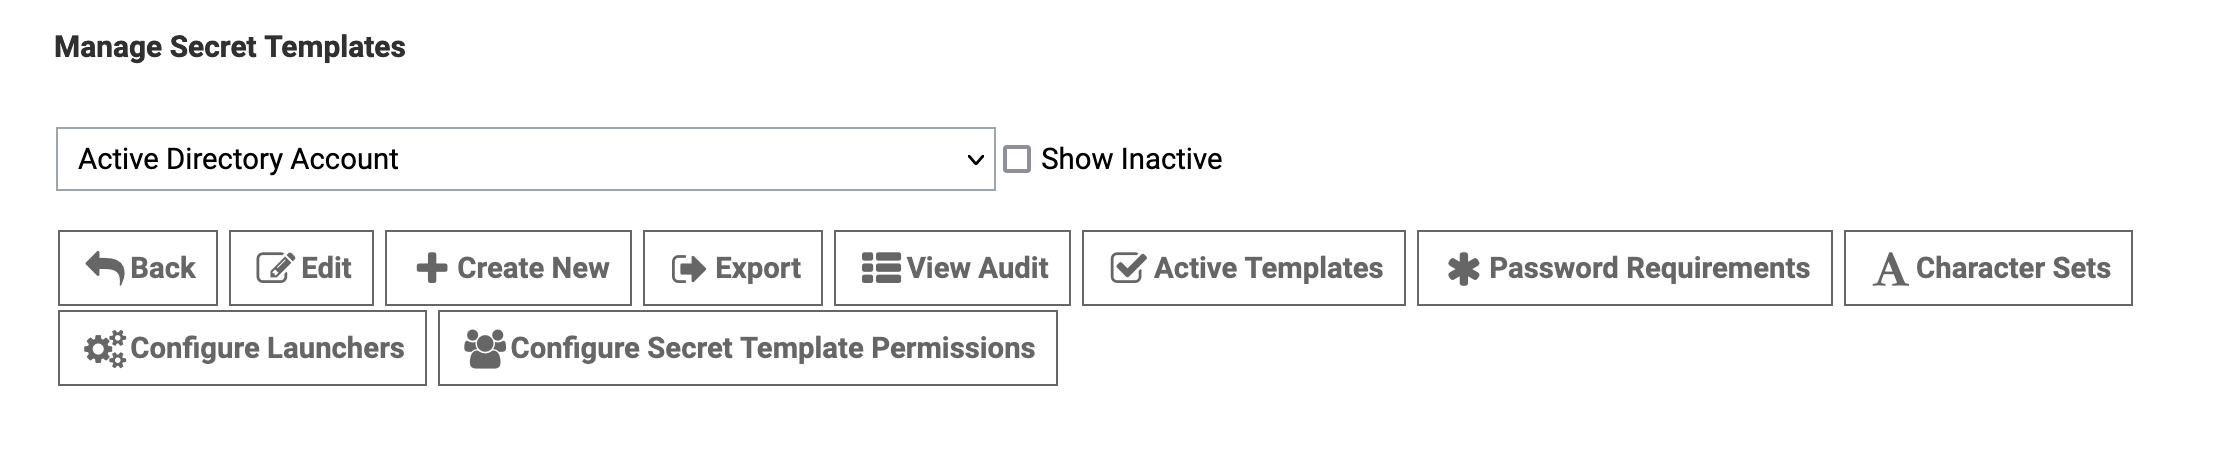 Manage Secret Templates
Active Directory Account Show Inactive
Back Edit Create New Export View Audit Active Templates Password Requirements Character Sets
Configure Launchers Configure Secret Template Permissions